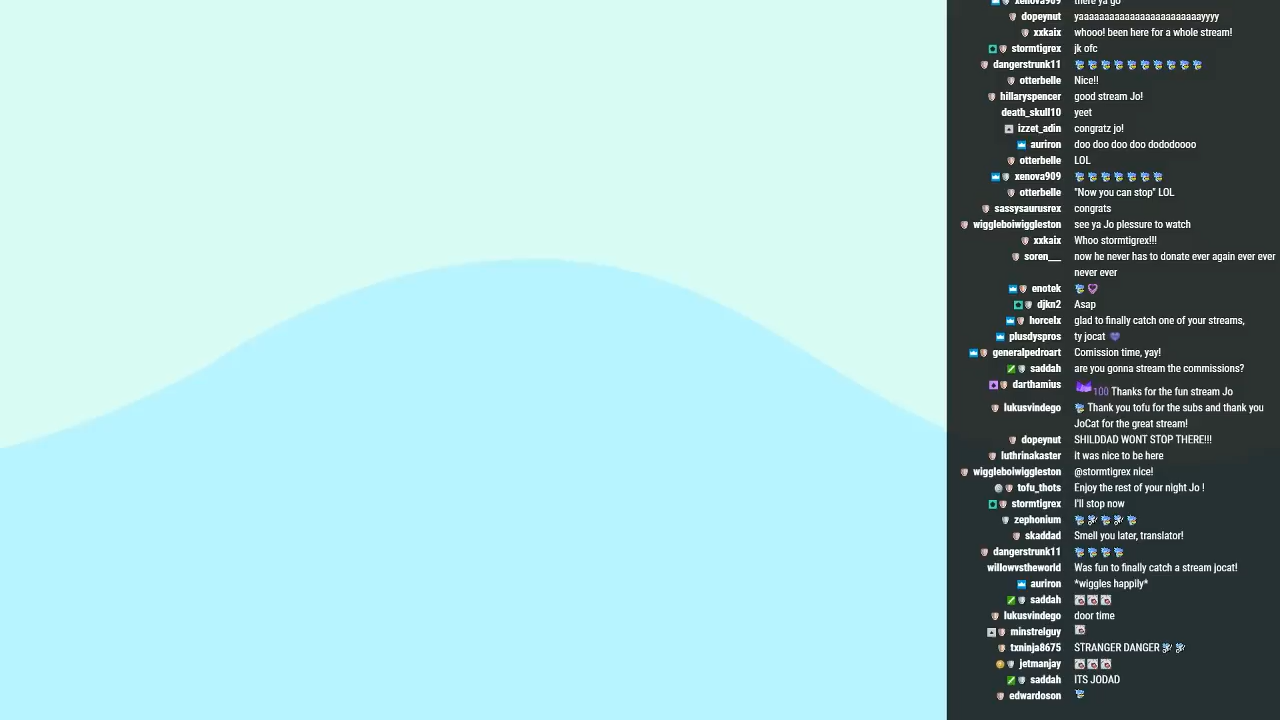 xenova909 there ya go
dopeynut yaaaaaaaaaaaaaaaaaaaaaaayyyy
xxkaix whooo! been here for a whole stream!
stormtigrex jk ofc
dangerstrunk11
otterbelle Nice!!
hillaryspencer good stream Jo!
death_skull10 yeet
izzet_adin congratz jo!
auriron doo doo doo doo dododoooo
otterbelle LOL
xenova909
otterbelle "Now you can stop" LOL
sassysaurusrex congrats
wiggleboiwiggleston see ya Jo plessure to watch
xxkaix Whoo stormtigrex!!!
soren__ now he never has to donate ever again ever ever
never ever
enotek
djkn2 Asap
horcelx glad to finally catch one of your streams,
plusdyspros ty jocat
generalpedroart Comission time, yay!
saddah are you gonna stream the commissions?
darthamius 100 Thanks for the fun stream Jo
lukusvindego Thank you tofu for the subs and thank you
JoCat for the great stream!
dopeynut SHILDDAD WONT STOP THERE!!!
luthrinakaster it was nice to be here
wiggleboiwiggleston @stormtigrex nice!
tofu_thots Enjoy the rest of your night Jo !
stormtigrex I'll stop now
zephonium
skaddad Smell you later, translator!
dangerstrunk11
willowvstheworld Was fun to finally catch a stream jocat!
auriron *wiggles happily*
saddah
lukusvindego door time
minstrelguy
txninja8675 STRANGER DANGER
jetmanjay
saddah ITS JODAD
edwardoson